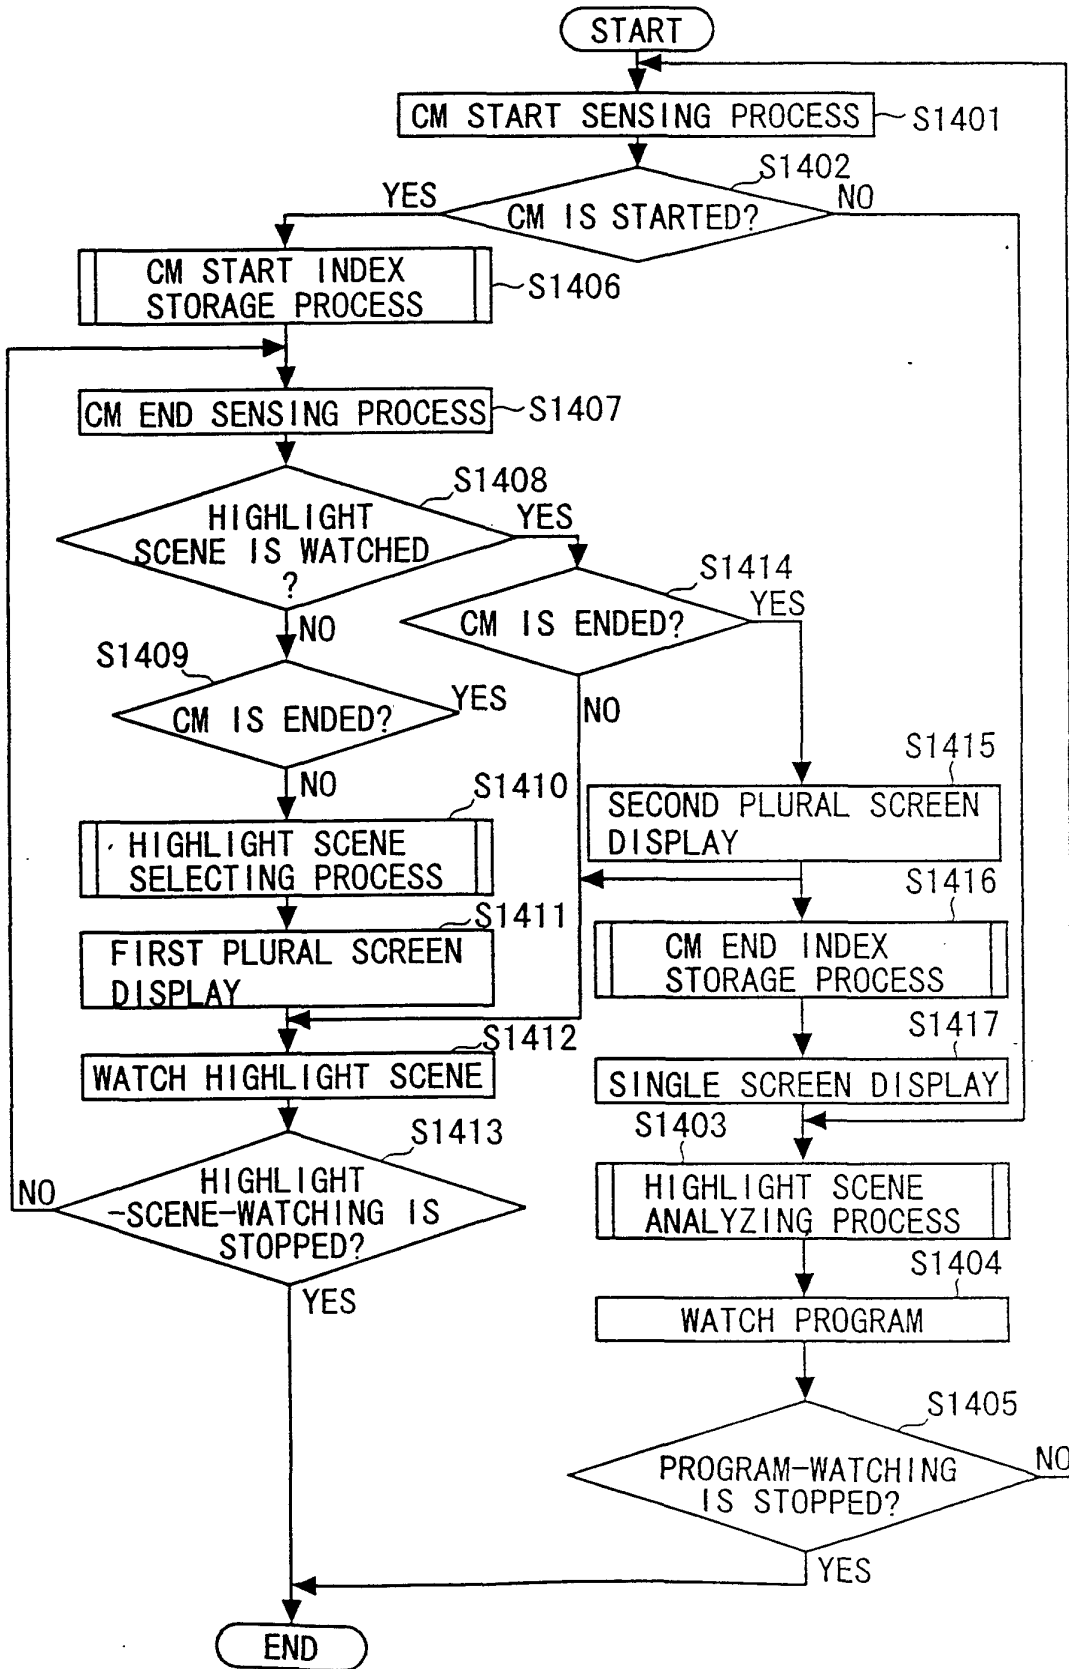 START
CM START SENSING PROCESS
S1401
S1402
YES
CM IS STARTED?
NO
CM START INDEX
STORAGE PROCESS
S1406
CM END SENSING PROCESS
S1407
S1408
HIGHLIGHT
SCENE IS WATCHED
?
YES
NO
S1414
CM IS ENDED?
YES
NO
S1409
CM IS ENDED?
YES
NO
S1410
HIGHLIGHT SCENE
SELECTING PROCESS
S1411
FIRST PLURAL SCREEN
DISPLAY
S1415
SECOND PLURAL SCREEN
DISPLAY
S1416
CM END INDEX
STORAGE PROCESS
S1412
WATCH HIGHLIGHT SCENE
S1417
SINGLE SCREEN DISPLAY
S1413
HIGHLIGHT
-SCENE-WATCHING IS
STOPPED?
NO
YES
S1403
HIGHLIGHT SCENE
ANALYZING PROCESS
S1404
WATCH PROGRAM
S1405
PROGRAM-WATCHING
IS STOPPED?
NO
YES
END